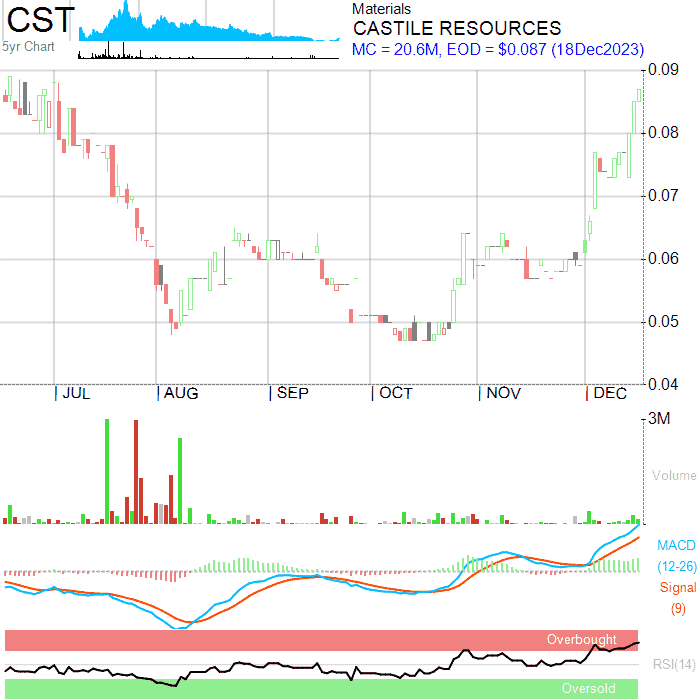 CST
5yr Chart
Materials
CASTILE RESOURCES
MC = 20.6M, EOD = $0.087 (18Dec2023)
0.09
0.08
0.07
0.06
0.05
0.04
JUL AUG SEP OCT NOV DEC
3M
Volume
MACD
(12-26)
Signal
(9)
Overbought
RSI(14)
Oversold